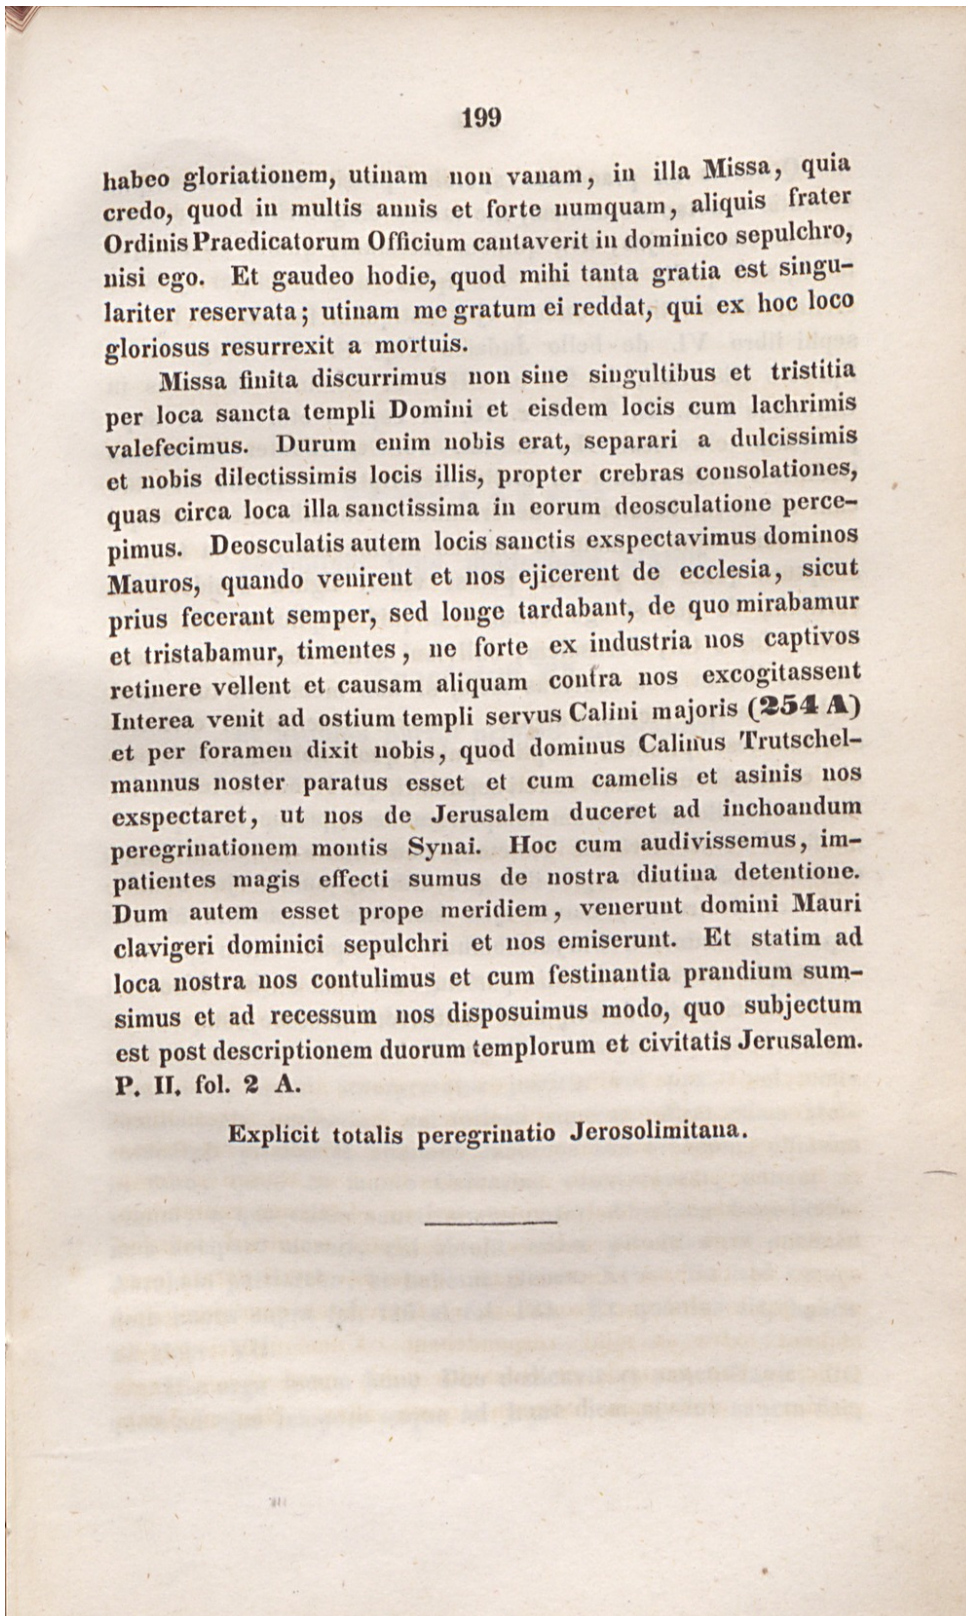 199
habeo gloriationem, utinam non vanam, in illa Missa, quia
credo, quod in multis annis et forte numquam, aliquis frater
Ordinis Praedicatorum Officium cantaverit in dominico sepulchro,
nisi ego. Et gaudeo hodie, quod mihi tanta gratia est singu-
lariter reservata; utinam me gratum ei reddat, qui ex hoc loco
gloriosus resurrexit a mortuis.
Missa finita discurrimus non sine singultibus et tristitia
per loca sancta templi Domini et eisdem locis cum lachrimis
valefecimus. Durum enim nobis erat, separari a dulcissimis
et nobis dilectissimis locis illis, propter crebras consolationes,
quas circa loca illa sanctissima in eorum deosculatione perce-
pimus. Deosculatis autem locis sanctis exspectavimus dominos
Mauros, quando venirent et nos ejicerent de ecclesia, sicut
prius fecerant semper, sed longe tardabant, de quo mirabamur
et tristabamur, timentes, ne forte ex industria nos captivos
retinere vellent et causam aliquam contra nos excogitassent
Interea venit ad ostium templi servus Calini majoris (254 A)
et per foramen dixit nobis, quod dominus Calinus Trutschel-
mannus noster paratus esset et cum camelis et asinis nos
exspectaret, ut nos de Jerusalem duceret ad inchoandum
peregrinationem montis Synai. Hoc cum audivissemus, im-
patientes magis effecti sumus de nostra diutina detentione.
Dum autem esset prope meridiem, venerunt domini Mauri
clavigeri dominici sepulchri et nos emiserunt. Et statim ad
loca nostra nos contulimus et cum festinantia prandium sum-
simus et ad recessum nos disposuimus modo, quo subjectum
est post descriptionem duorum templorum et civitatis Jerusalem.
P. II. fol. 2 A.
Explicit totalis peregrinatio Jerosolimitana.